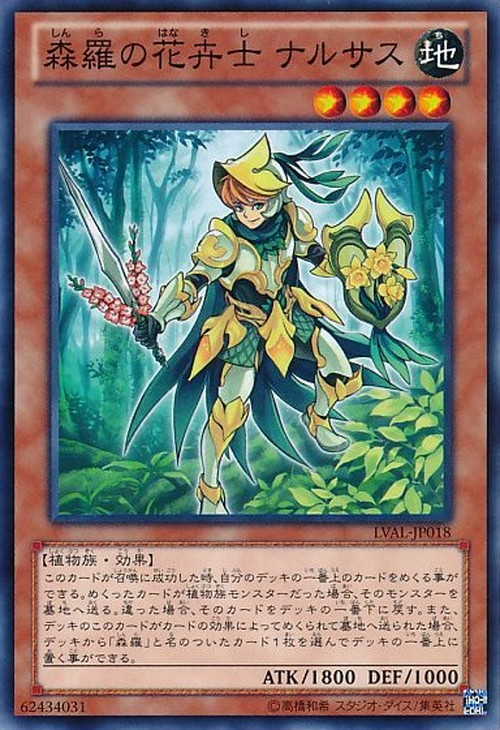 森羅の花卉士 ナルサス
地
LVAL-JP018
【植物族・効果】
このカードが召喚に成功した時、自分のデッキの一番上のカードをめくる事が
できる。めくったカードが植物族モンスターだった場合、そのモンスターを
墓地へ送る。違った場合、そのカードをデッキの一番下に戻す。また、
デッキのこのカードがカードの効果によってめくられて墓地へ送られた場合、
デッキから「森羅」と名のついたカード1枚を選んでデッキの一番上に
置く事ができる。
ATK/1800 DEF/1000
62434031
©高橋和希 スタジオ・ダイス/集英社